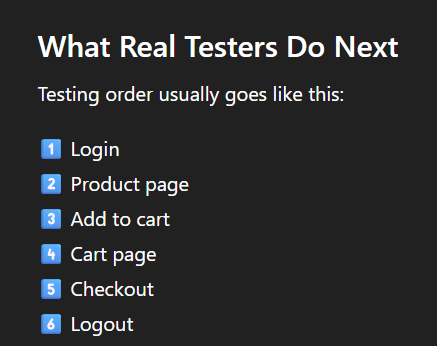 What Real Testers Do Next
Testing order usually goes like this:
1️⃣ Login
2️⃣ Product page
3️⃣ Add to cart
4️⃣ Cart page
5️⃣ Checkout
6️⃣ Logout